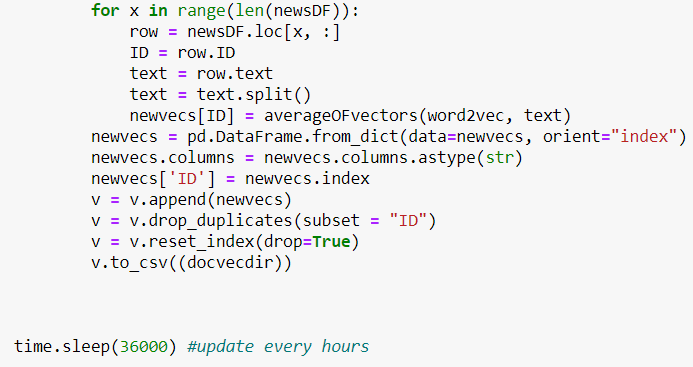 for x in range(len(newsDF)):
row = newsDF.loc[x, :]
ID = row.ID
text = row.text
text = text.split()
newvecs[ID] = averageOFvectors(word2vec, text)
newvecs = pd.DataFrame.from_dict(data=newvecs, orient="index")
newvecs.columns = newvecs.columns.astype(str)
newvecs['ID'] = newvecs.index
v = v.append(newvecs)
v = v.drop_duplicates(subset = "ID")
v = v.reset_index(drop=True)
v.to_csv((docvecdir))
time.sleep(36000) #update every hours